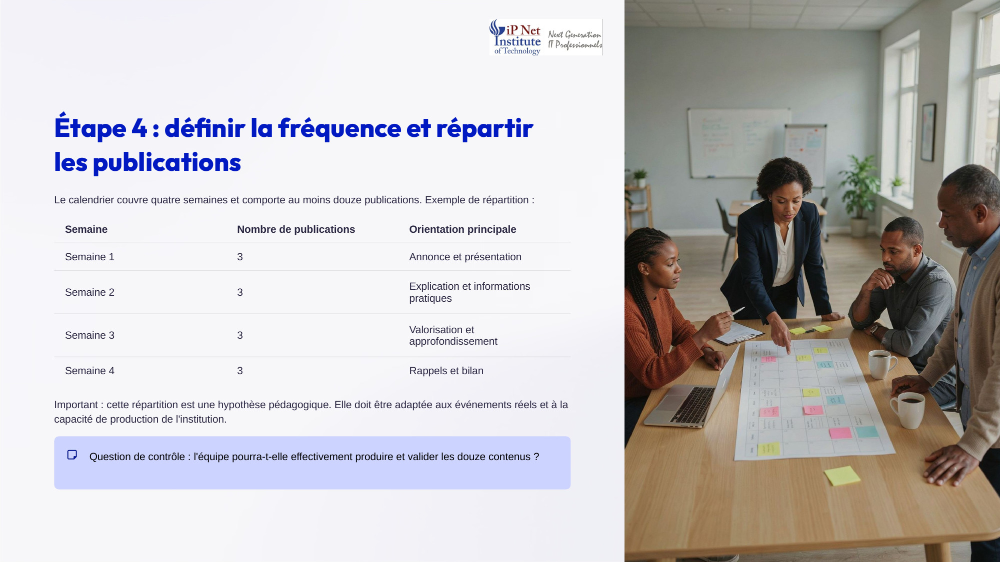 iP Net
Institute
of Technology
Next Generation
IT Professionnels
Étape 4 : définir la fréquence et répartir
les publications
Le calendrier couvre quatre semaines et comporte au moins douze publications. Exemple de répartition :
Semaine Nombre de publications Orientation principale
Semaine 1 3 Annonce et présentation
Semaine 2 3 Explication et informations
pratiques
Semaine 3 3 Valorisation et
approfondissement
Semaine 4 3 Rappels et bilan
Important : cette répartition est une hypothèse pédagogique. Elle doit être adaptée aux événements réels et à la
capacité de production de l'institution.
Question de contrôle : l'équipe pourra-t-elle effectivement produire et valider les douze contenus ?